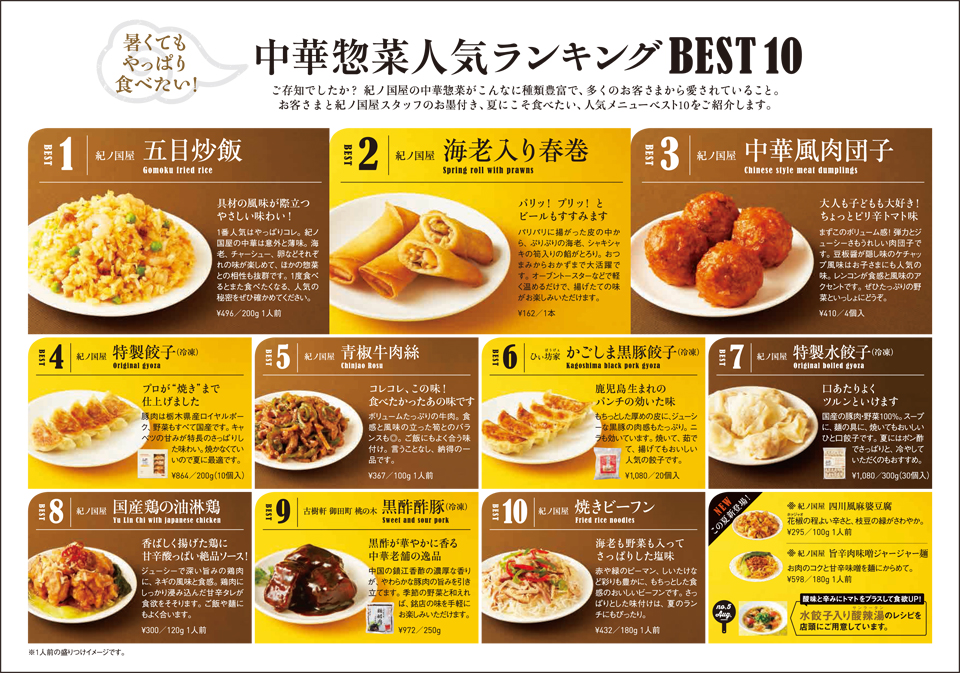 暑くても
やっぱり
食べたい!
中華惣菜人気ランキング BEST 10
ご存知でしたか? 紀ノ国屋の中華惣菜がこんなに種類豊富で、多くのお客さまから愛されていること。
お客さまと紀ノ国屋スタッフのお墨付き、夏にこそ食べたい、人気メニューベスト10をご紹介します。
BEST 1 紀ノ国屋 五目炒飯
Gomoku fried rice
具材の風味が際立つ
やさしい味わい!
1番人気はやっぱりコレ。紀ノ
国屋の中華は意外と薄味。海
老、チャーシュー、卵などそれぞ
れの味が楽しめて、ほかの惣菜
との相性も抜群です。1度食べ
るとまた食べたくなる、人気の
秘密をぜひ確かめてください。
¥496/200g 1人前
BEST 2 紀ノ国屋 海老入り春巻
Spring roll with prawns
パリッ! プリッ! と
ビールもすすみます
パリパリに揚がった皮の中か
ら、ぷりぷりの海老、シャキシャ
キの筍入りの餡がとろり。おつ
まみからおかずまで大活躍で
す。オーブントースターなどで軽
く温めるだけで、揚げたての味
がお楽しみいただけます。
¥162/1本
BEST 3 紀ノ国屋 中華風肉団子
Chinese style meat dumplings
大人も子どもも大好き!
ちょっとピリ辛トマト味
まずこのボリューム感! 弾力とジ
ューシーさもうれしい肉団子で
す。豆板醤が隠し味のケチャッ
プ風味はお子さまにも人気の
味。レンコンが食感と風味のア
クセントです。ぜひたっぷりの野
菜といっしょにどうぞ。
¥410/4個入
BEST 4 紀ノ国屋 特製餃子(冷凍)
Original gyoza
プロが“焼き”まで
仕上げました
豚肉は栃木県産ロイヤルポー
ク、野菜もすべて国産です。キャ
ベツの甘みが特長のさっぱりし
た味わい。焼かなくてい
いので夏に最適です。
¥864/200g(10個入)
BEST 5 紀ノ国屋 青椒牛肉絲
Chinjao Rosu
コレコレ、この味!
食べたかったあの味です
ボリュームたっぷりの牛肉。食
感と風味の立った筍とのバラ
ンスも◎。ご飯にもよく合う味
付け。言うことなし、納得の一
品です。
¥367/100g 1人前
BEST 6 ひぃ坊家 かごしま黒豚餃子(冷凍)
Kagoshima black pork gyoza
鹿児島生まれの
パンチの効いた味
もちっとした厚めの皮に、ジューシ
ーな黒豚の肉感もたっぷり。ニ
ラも効いています。焼いて、茹で
て、揚げてもおいしい
人気の餃子です。
¥1,080/20個入
BEST 7 紀ノ国屋 特製水餃子(冷凍)
Original boiled gyoza
口あたりよく
ツルンといけます
国産の豚肉・野菜100%。スープ
に、麺の具に、焼いてもおいしい
ひと口餃子です。夏にはポン酢
でさっぱりと、冷やして
いただくのもおすすめ。
¥1,080/300g(30個入)
BEST 8 紀ノ国屋 国産鶏の油淋鶏
Yu Lin Chi with japanese chicken
香ばしく揚げた鶏に
甘辛酸っぱい絶品ソース!
ジューシーで深い旨みの鶏肉
に、ネギの風味と食感。鶏肉に
しっかり浸み込んだ甘辛タレが
食欲をそそります。ご飯や麺に
もよく合います。
¥300/120g 1人前
BEST 9 古樹軒 御田町 桃の木 黒酢酢豚(冷凍)
Sweet and sour pork
黒酢が華やかに香る
中華老舗の逸品
中国の鎮江香酢の濃厚な香り
が、やわらかな豚肉の旨みを引き
立てます。季節の野菜と和えれ
ば、銘店の味を手軽に
お楽しみいただけます。
¥972/250g
BEST 10 紀ノ国屋 焼きビーフン
Fried rice noodles
海老も野菜も入って
さっぱりした塩味
赤や緑のピーマン、しいたけな
ど彩りも豊かに、もちっとした食
感のおいしいビーフンです。さっ
ぱりとした味付けは、夏のラン
チにもぴったり。
¥432/180g 1人前
NEW
この夏新登場!
紀ノ国屋 四川風麻婆豆腐
花椒の程よい辛さと、枝豆の緑がさわやか。
¥295/100g 1人前
紀ノ国屋 旨辛肉味噌ジャージャー麺
お肉のコクと甘辛味噌を麺にからめて。
¥598/180g 1人前
no.5
Aug.
酸味と辛みにトマトをプラスして食欲UP!
水餃子入り酸辣湯のレシピを
店頭にご用意しています。
※1人前の盛りつけイメージです。